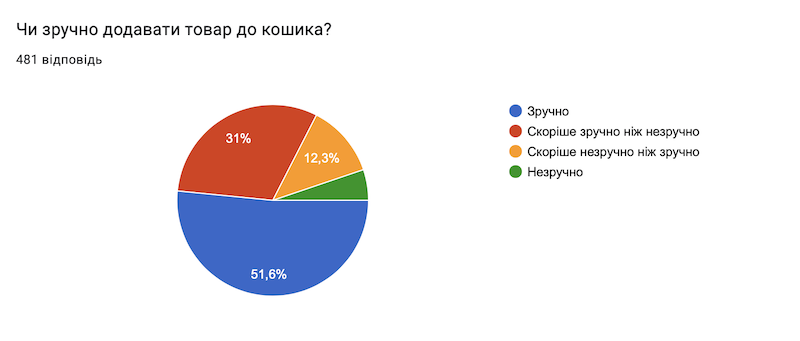 Чи зручно додавати товар до кошика?
481 відповідь
31%
12,3%
51,6%
Зручно
Скоріше зручно ніж незручно
Скоріше незручно ніж зручно
Незручно